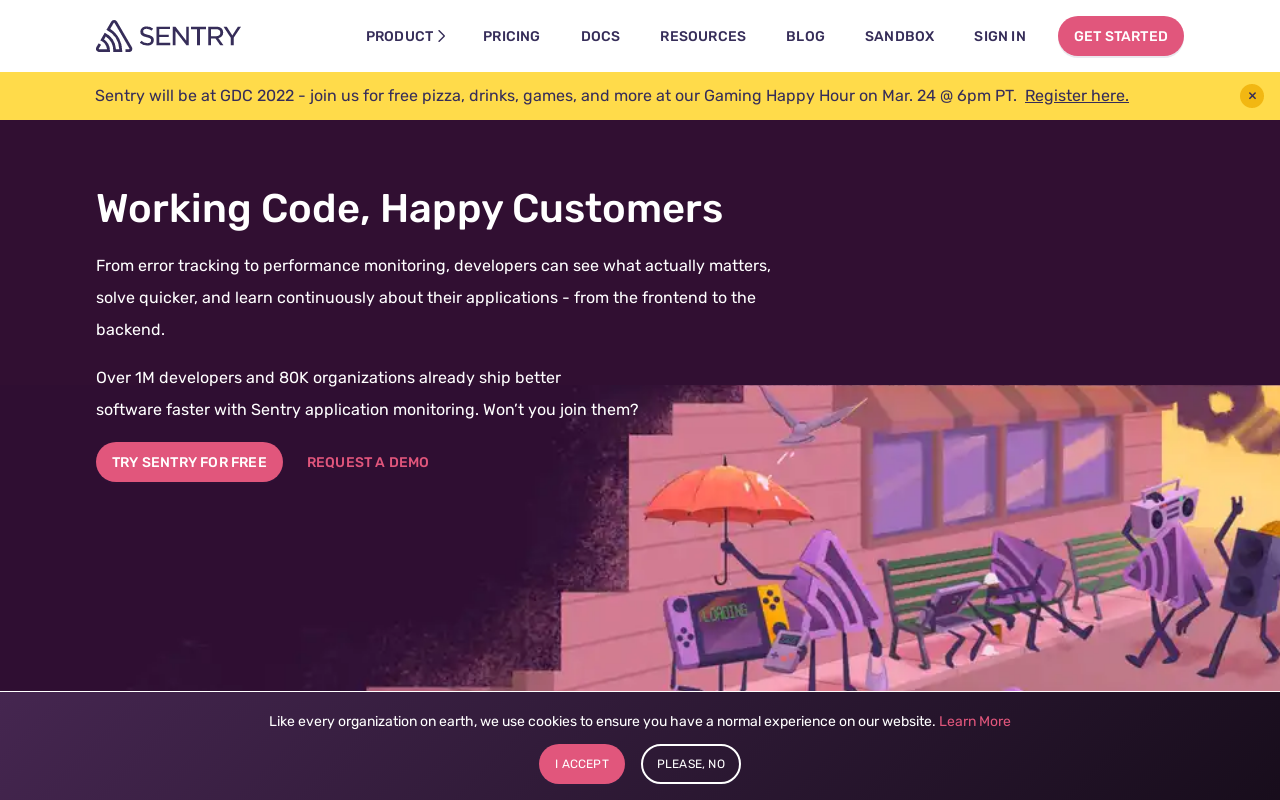 SENTRY
PRODUCT
PRICING
DOCS
RESOURCES
BLOG
SANDBOX
SIGN IN
GET STARTED
Sentry will be at GDC 2022 - join us for free pizza, drinks, games, and more at our Gaming Happy Hour on Mar. 24 @ 6pm PT. Register here.
Working Code, Happy Customers
From error tracking to performance monitoring, developers can see what actually matters,
solve quicker, and learn continuously about their applications - from the frontend to the
backend.
Over 1M developers and 80K organizations already ship better
software faster with Sentry application monitoring. Won’t you join them?
TRY SENTRY FOR FREE
REQUEST A DEMO
LOADING
Like every organization on earth, we use cookies to ensure you have a normal experience on our website. Learn More
I ACCEPT
PLEASE, NO